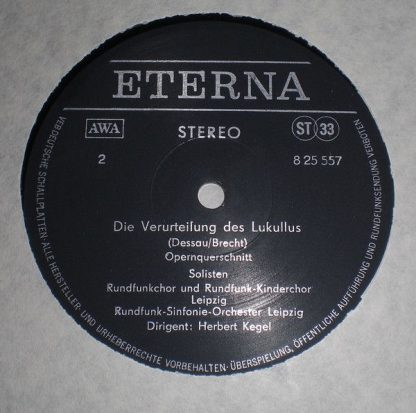 ETERNA
AWA
STEREO
ST 33
2
8 25 557
Die Verurteilung des Lukullus
(Dessau/Brecht)
Opernquerschnitt
Solisten
Rundfunkchor und Rundfunk-Kinderchor
Leipzig
Rundfunk-Sinfonie-Orchester Leipzig
Dirigent: Herbert Kegel
VEB DEUTSCHE SCHALLPLATTEN · ALLE HERSTELLER- UND URHEBERRECHTE VORBEHALTEN · ÜBERSPIELUNG, ÖFFENTLICHE AUFFÜHRUNG UND RUNDFUNKSENDUNG VERBOTEN